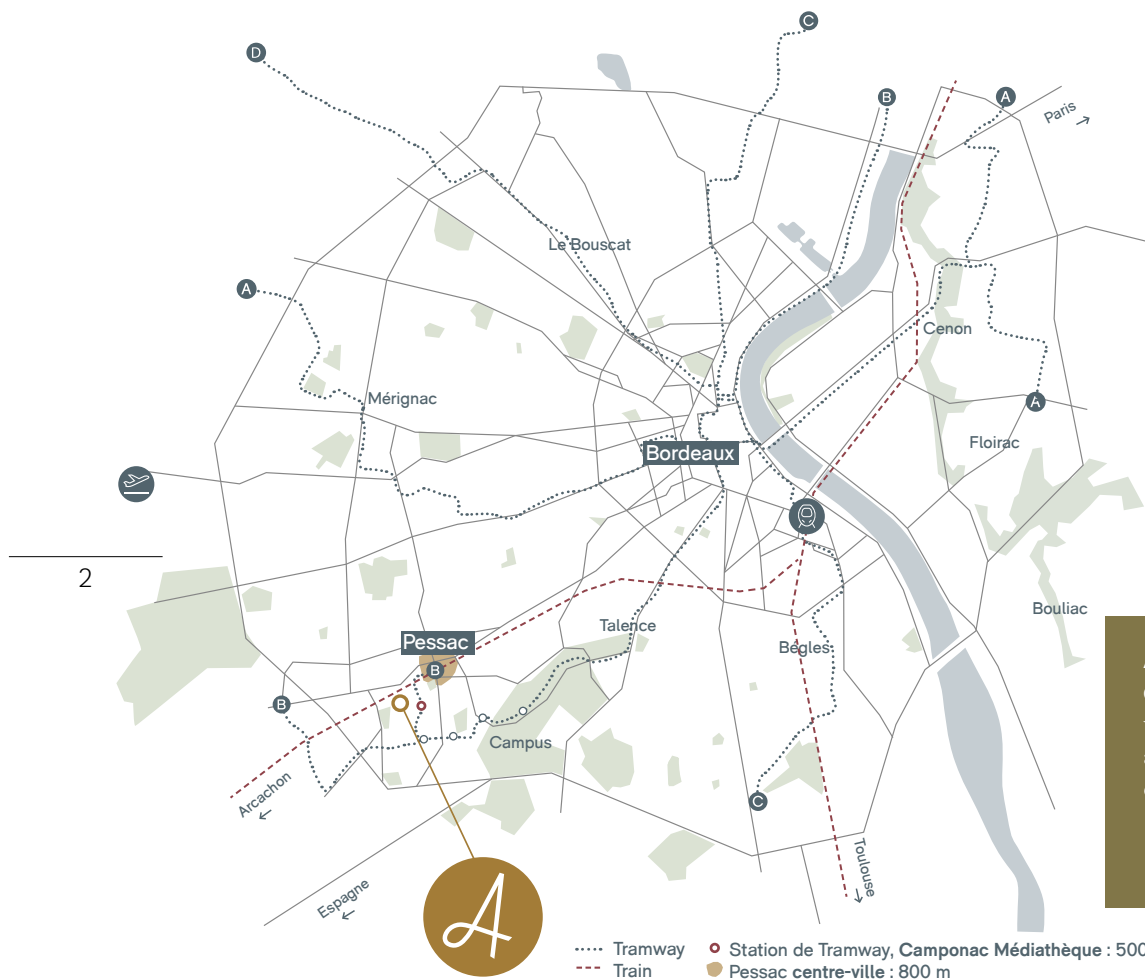 C
D
B
A
Paris
Le Bouscat
A
Cenon
Mérignac
A
Floirac
Bordeaux
2
Bouliac
Talence
Pessac
Bègles
B
B
Campus
Arcachon
C
Toulouse
Espagne
A
Tramway
Station de Tramway, Camponac Médiathèque : 500
Train
Pessac centre-ville : 800 m